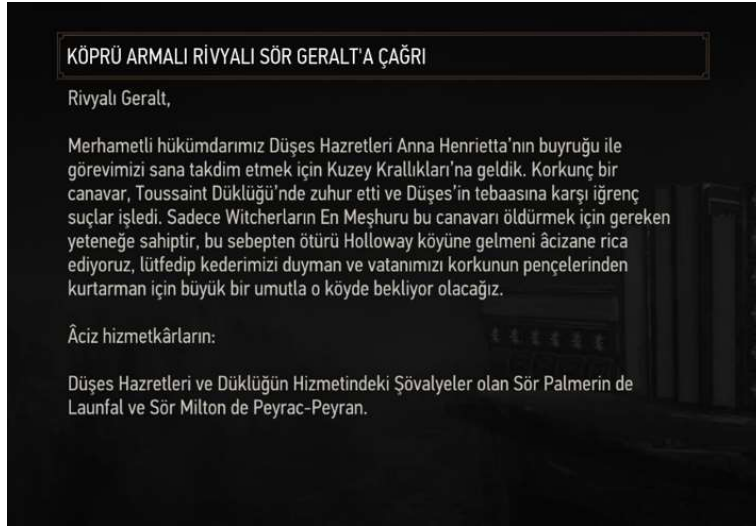 KÖPRÜ ARMALI RİVYALI SÖR GERALT'A ÇAĞRI
Rivyalı Geralt,
Merhametli hükümdarımız Düşes Hazretleri Anna Henrietta'nın buyruğu ile
görevimizi sana takdim etmek için Kuzey Krallıkları'na geldik. Korkunç bir
canavar, Toussaint Düklüğü'nde zuhur etti ve Düşes'in tebaasına karşı iğrenç
suçlar işledi. Sadece Witcherların En Meşhuru bu canavarı öldürmek için gereken
yeteneğe sahiptir, bu sebepten ötürü Holloway köyüne gelmeni âcizane rica
ediyoruz, lütfedip kederimizi duyman ve vatanımızı korkunun pençelerinden
kurtarman için büyük bir umutla o köyde bekliyor olacağız.
Âciz hizmetkârların:
Düşes Hazretleri ve Düklüğün Hizmetindeki Şövalyeler olan Sör Palmerin de
Launfal ve Sör Milton de Peyrac-Peyran.